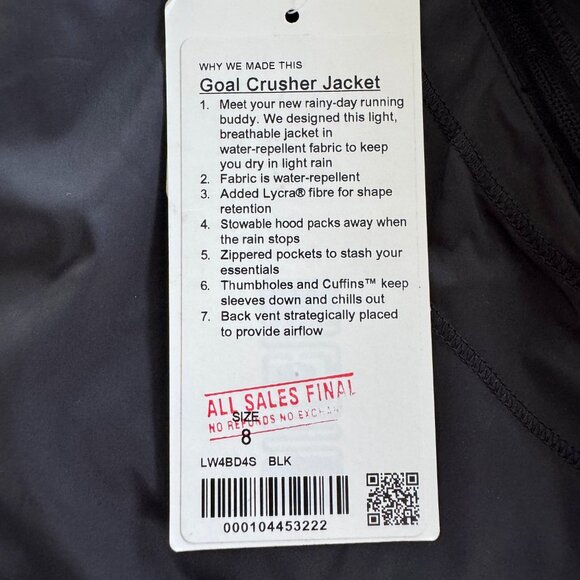 WHY WE MADE THIS
Goal Crusher Jacket
1. Meet your new rainy-day running
buddy. We designed this light,
breathable jacket in
water-repellent fabric to keep
you dry in light rain
2. Fabric is water-repellent
3. Added Lycra® fibre for shape
retention
4. Stowable hood packs away when
the rain stops
5. Zippered pockets to stash your
essentials
6. Thumbholes and Cuffins™ keep
sleeves down and chills out
7. Back vent strategically placed
to provide airflow
ALL SALES FINAL
NO REFUNDS NO
SIZE
8
LW4BD4S BLK
000104453222